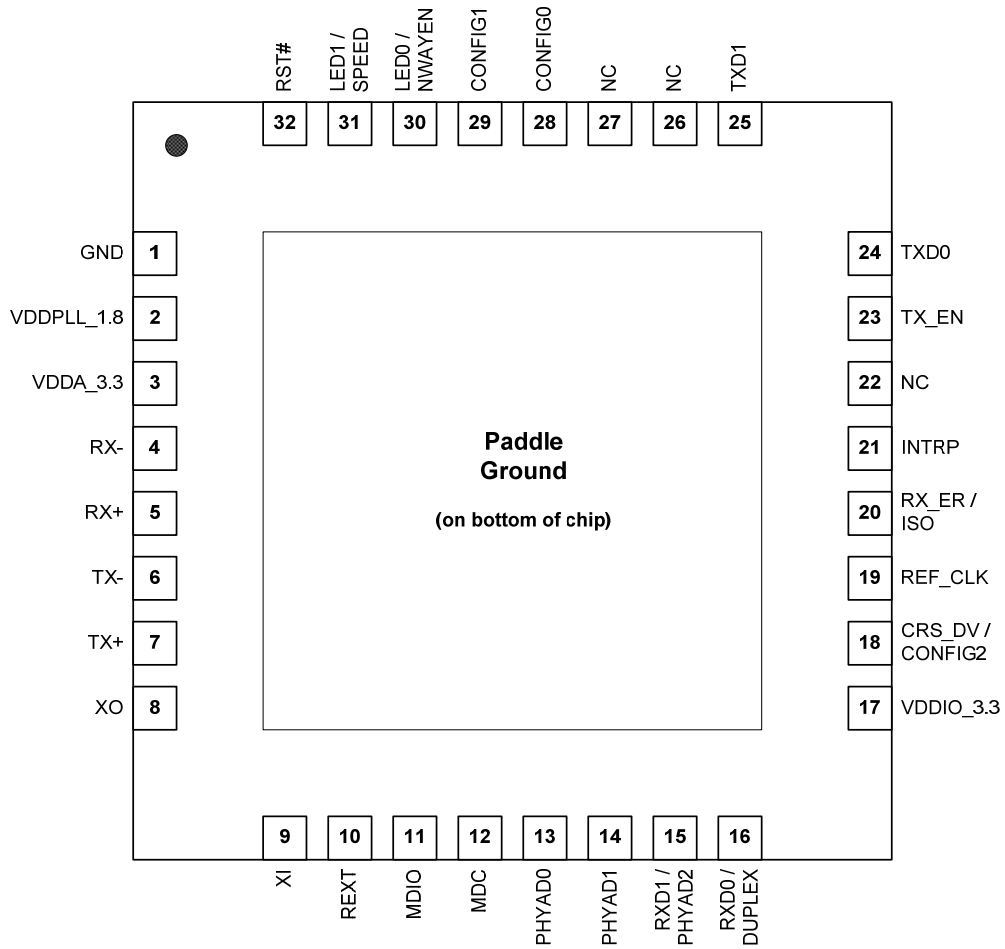 RST#
LED1 /
SPEED
LED0 /
NWAYEN
CONFIG1
CONFIG0
NC
NC
TXD1
32 31 30 29 28 27 26 25
GND 1
VDDPLL_1.8 2
VDDA_3.3 3
RX- 4
RX+ 5
TX- 6
TX+ 7
XO 8
Paddle
Ground
(on bottom of chip)
24 TXD0
23 TX_EN
22 NC
21 INTRP
20 RX_ER /
ISO
19 REF_CLK
18 CRS_DV /
CONFIG2
17 VDDIO_3.3
9 10 11 12 13 14 15 16
XI
REXT
MDIO
MDC
PHYAD0
PHYAD1
RXD1 /
PHYAD2
RXD0 /
DUPLEX